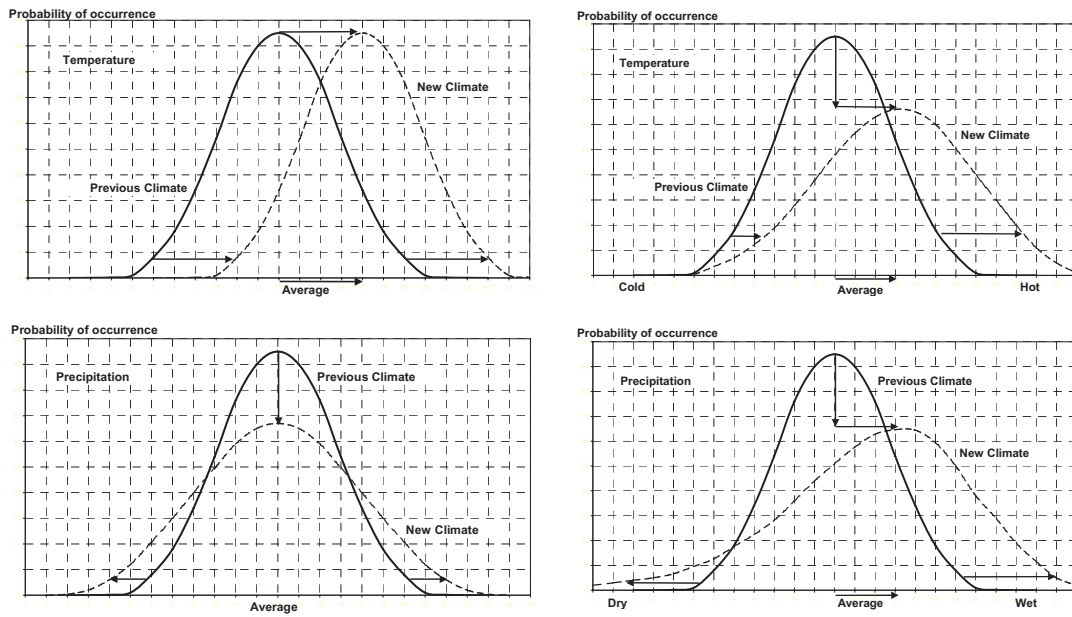 Probability of occurrence
Temperature
New Climate
Previous Climate
Average
Probability of occurrence
Temperature
New Climate
Previous Climate
Cold
Average
Hot
Probability of occurrence
Precipitation
Previous Climate
New Climate
Average
Probability of occurrence
Precipitation
Previous Climate
New Climate
Dry
Average
Wet